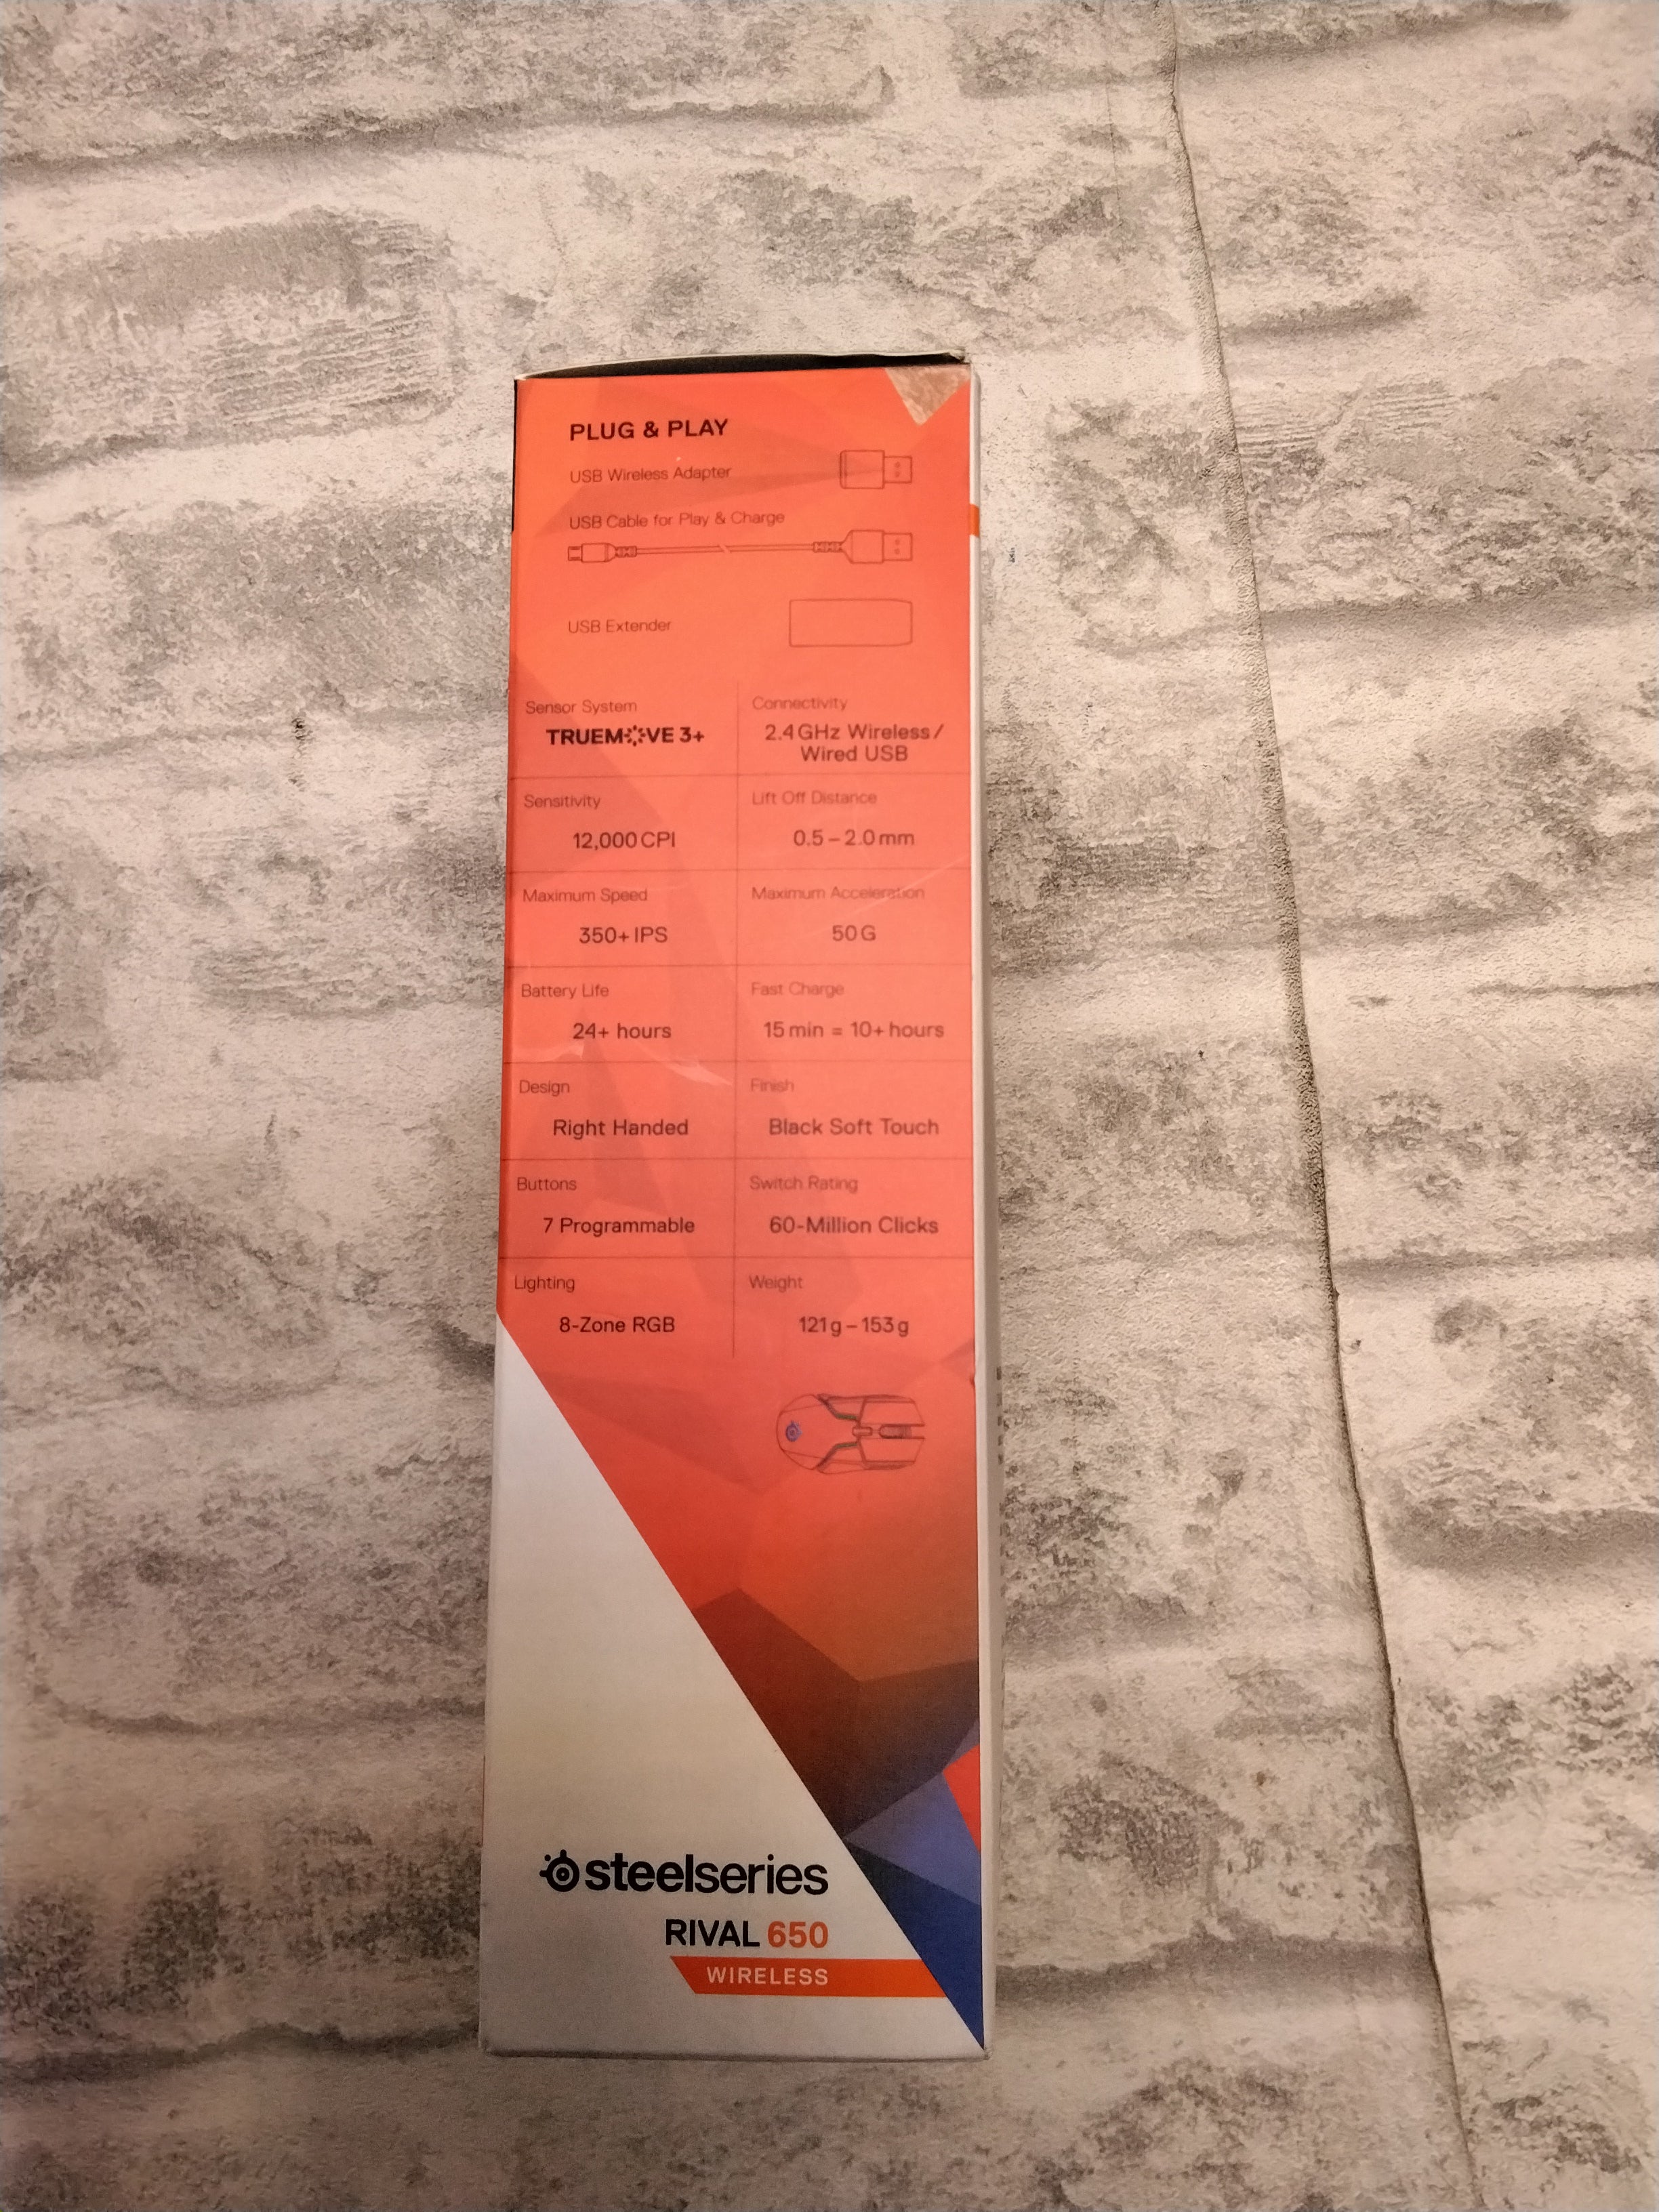 PLUG & PLAY
USB Wireless Adapter
USB Cable for Play & Charge
USB Extender
Sensor System
TRUEMOVE 3+
Connectivity
2.4GHz Wireless/
Wired USB
Sensitivity
12,000 CPI
Lift Off Distance
0.5 – 2.0 mm
Maximum Speed
350+ IPS
Maximum Acceleration
50 G
Battery Life
24+ hours
Fast Charge
15 min = 10+ hours
Design
Right Handed
Finish
Black Soft Touch
Buttons
7 Programmable
Switch Rating
60-Million Clicks
Lighting
8-Zone RGB
Weight
121 g – 153 g
steelseries
RIVAL 650
WIRELESS